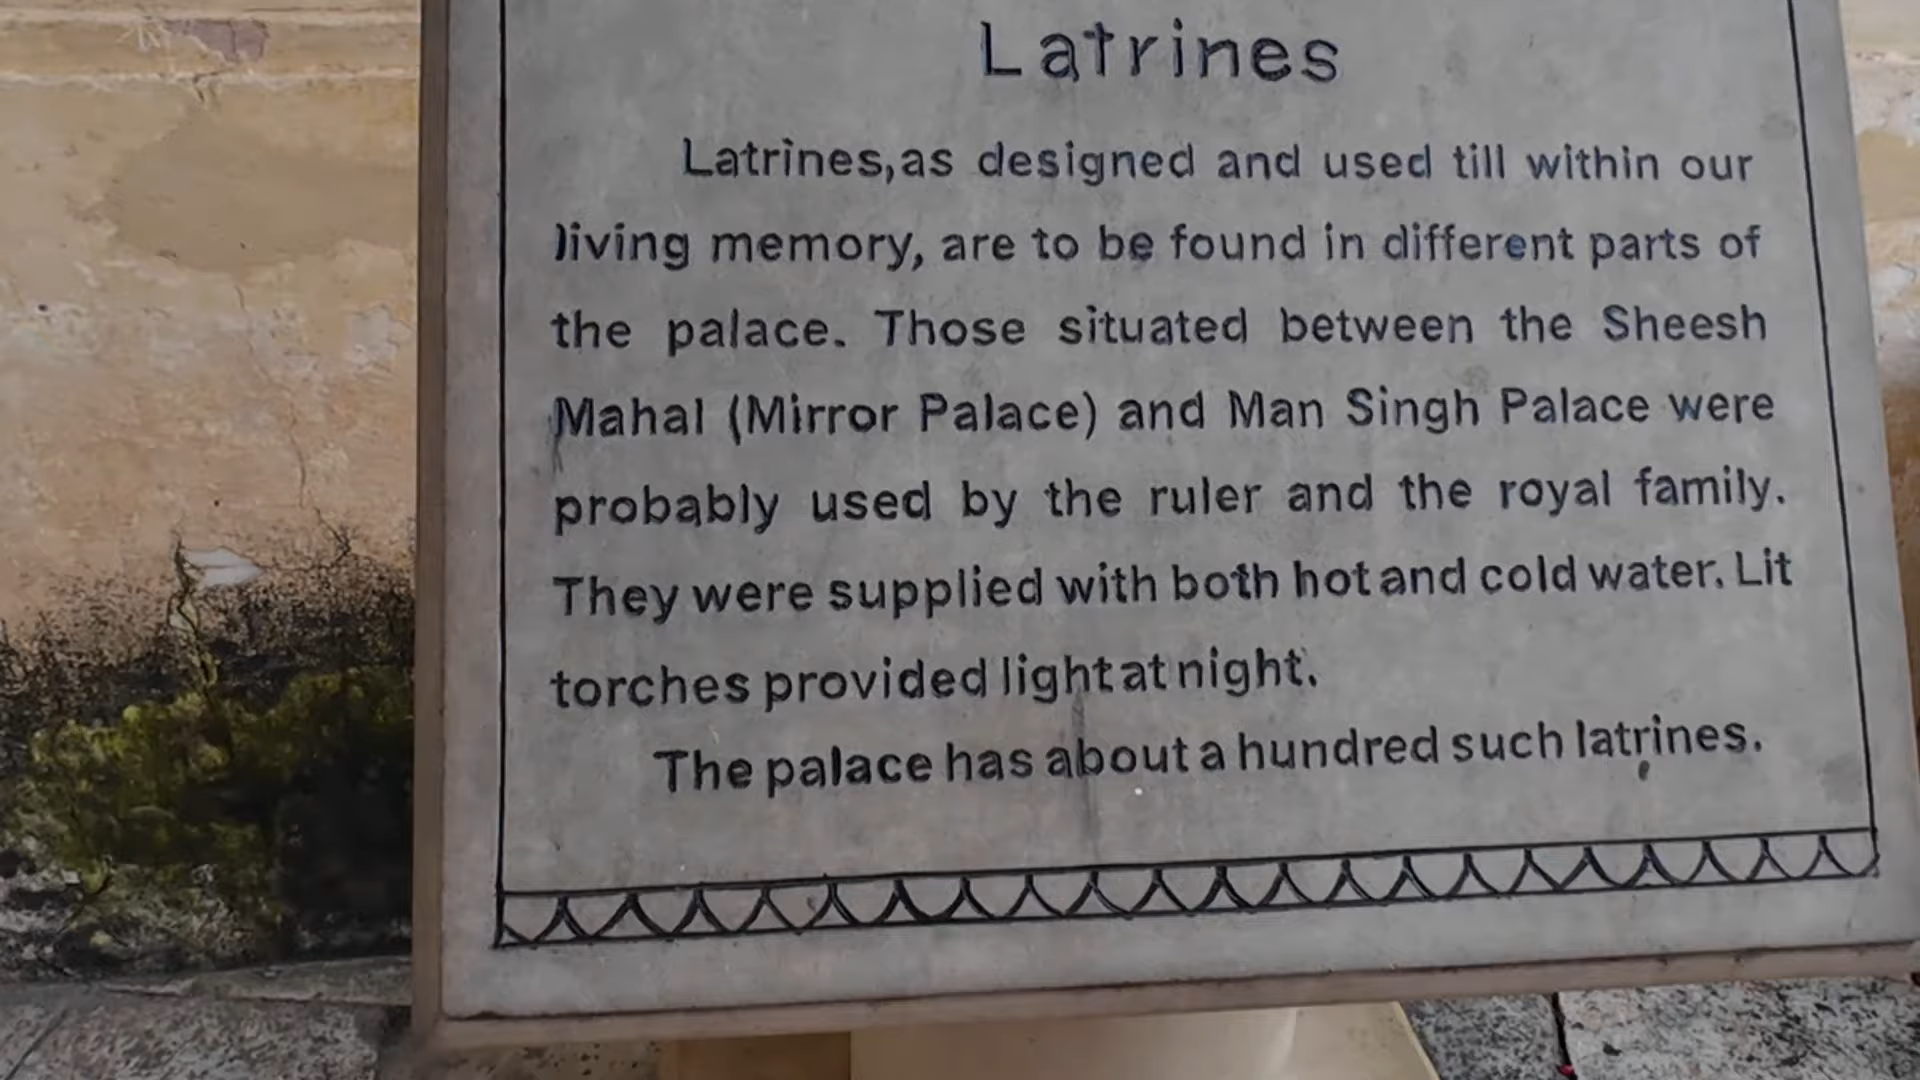 Latrines
Latrines,as designed and used till within our
living memory, are to be found in different parts of
the palace. Those situated between the Sheesh
Mahal (Mirror Palace) and Man Singh Palace were
probably used by the ruler and the royal family.
They were supplied with both hot and cold water. Lit
torches provided light at night.
The palace has about a hundred such latrines.